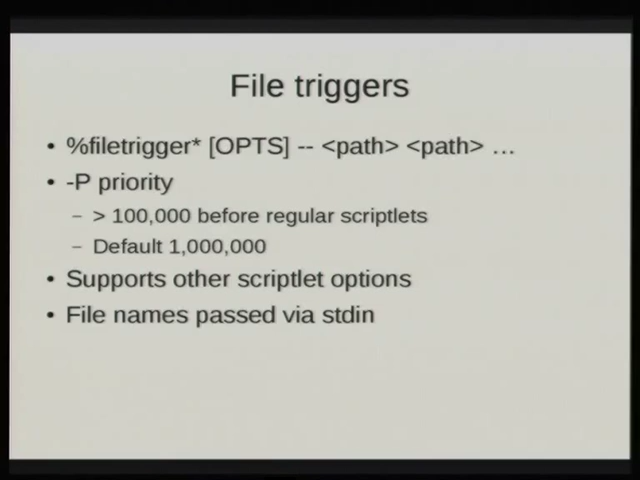 File triggers
• %filetrigger* [OPTS] -- <path> <path> …
• -P priority
– > 100,000 before regular scriptlets
– Default 1,000,000
• Supports other scriptlet options
• File names passed via stdin